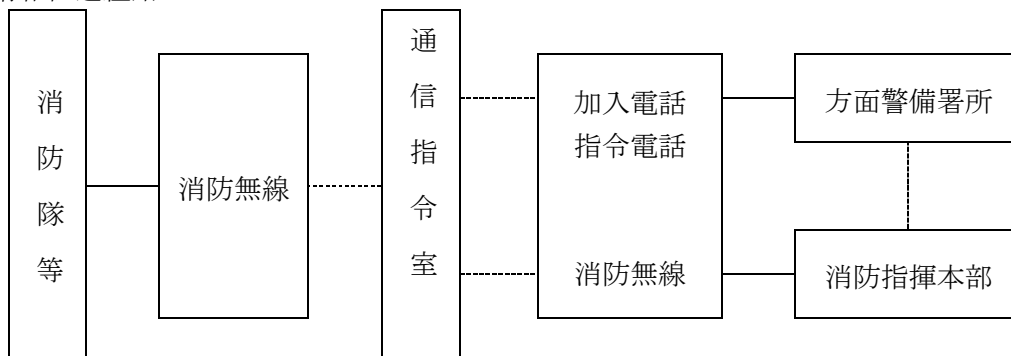 消防隊等
消防無線
通信指令室
加入電話
指令電話
消防無線
方面警備署所
消防指揮本部